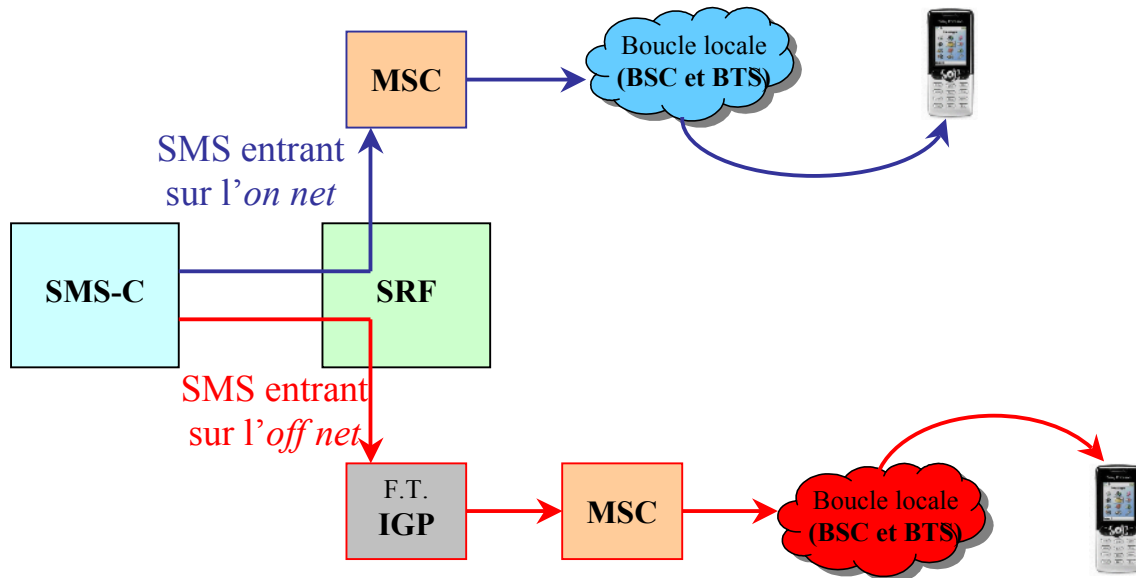 MSC
Boucle locale
(BSC et BTS)
SMS entrant
sur l’on net
SMS-C
SRF
SMS entrant
sur l’off net
F.T.
IGP
MSC
Boucle locale
(BSC et BTS)